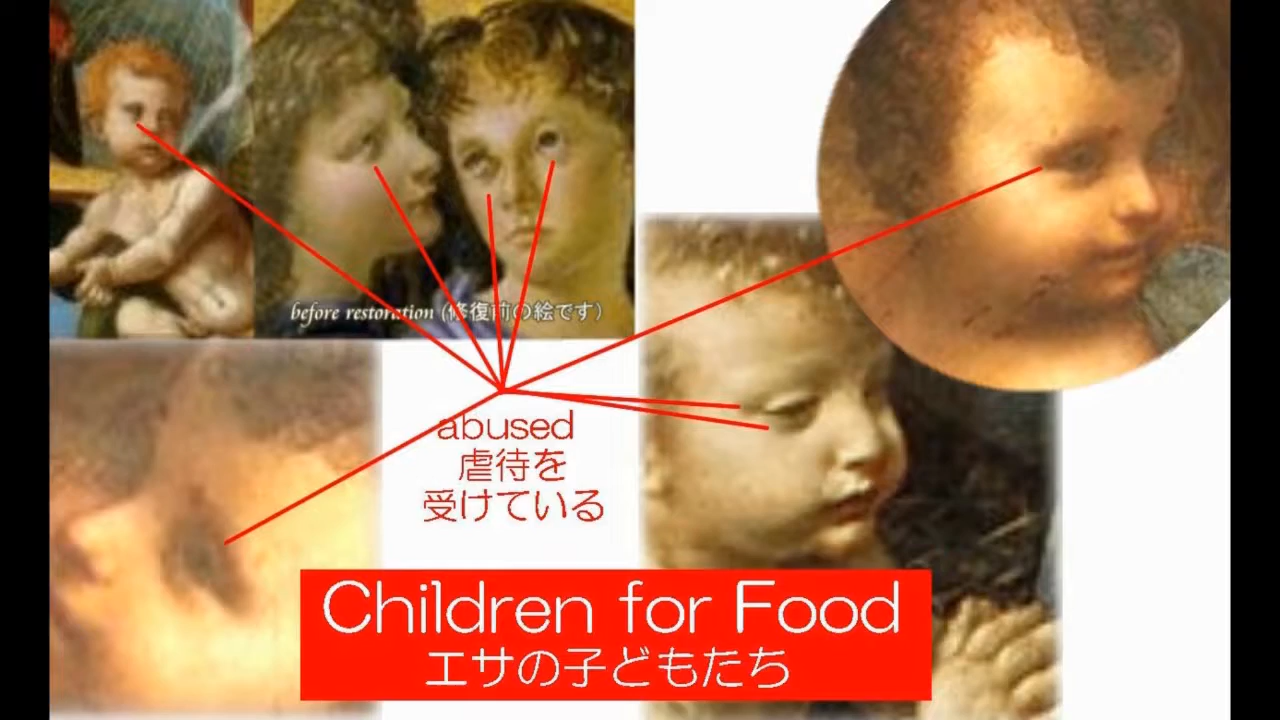 before restoration (修復前の絵です)
abused
虐待を
受けている
Children for Food
エサの子どもたち